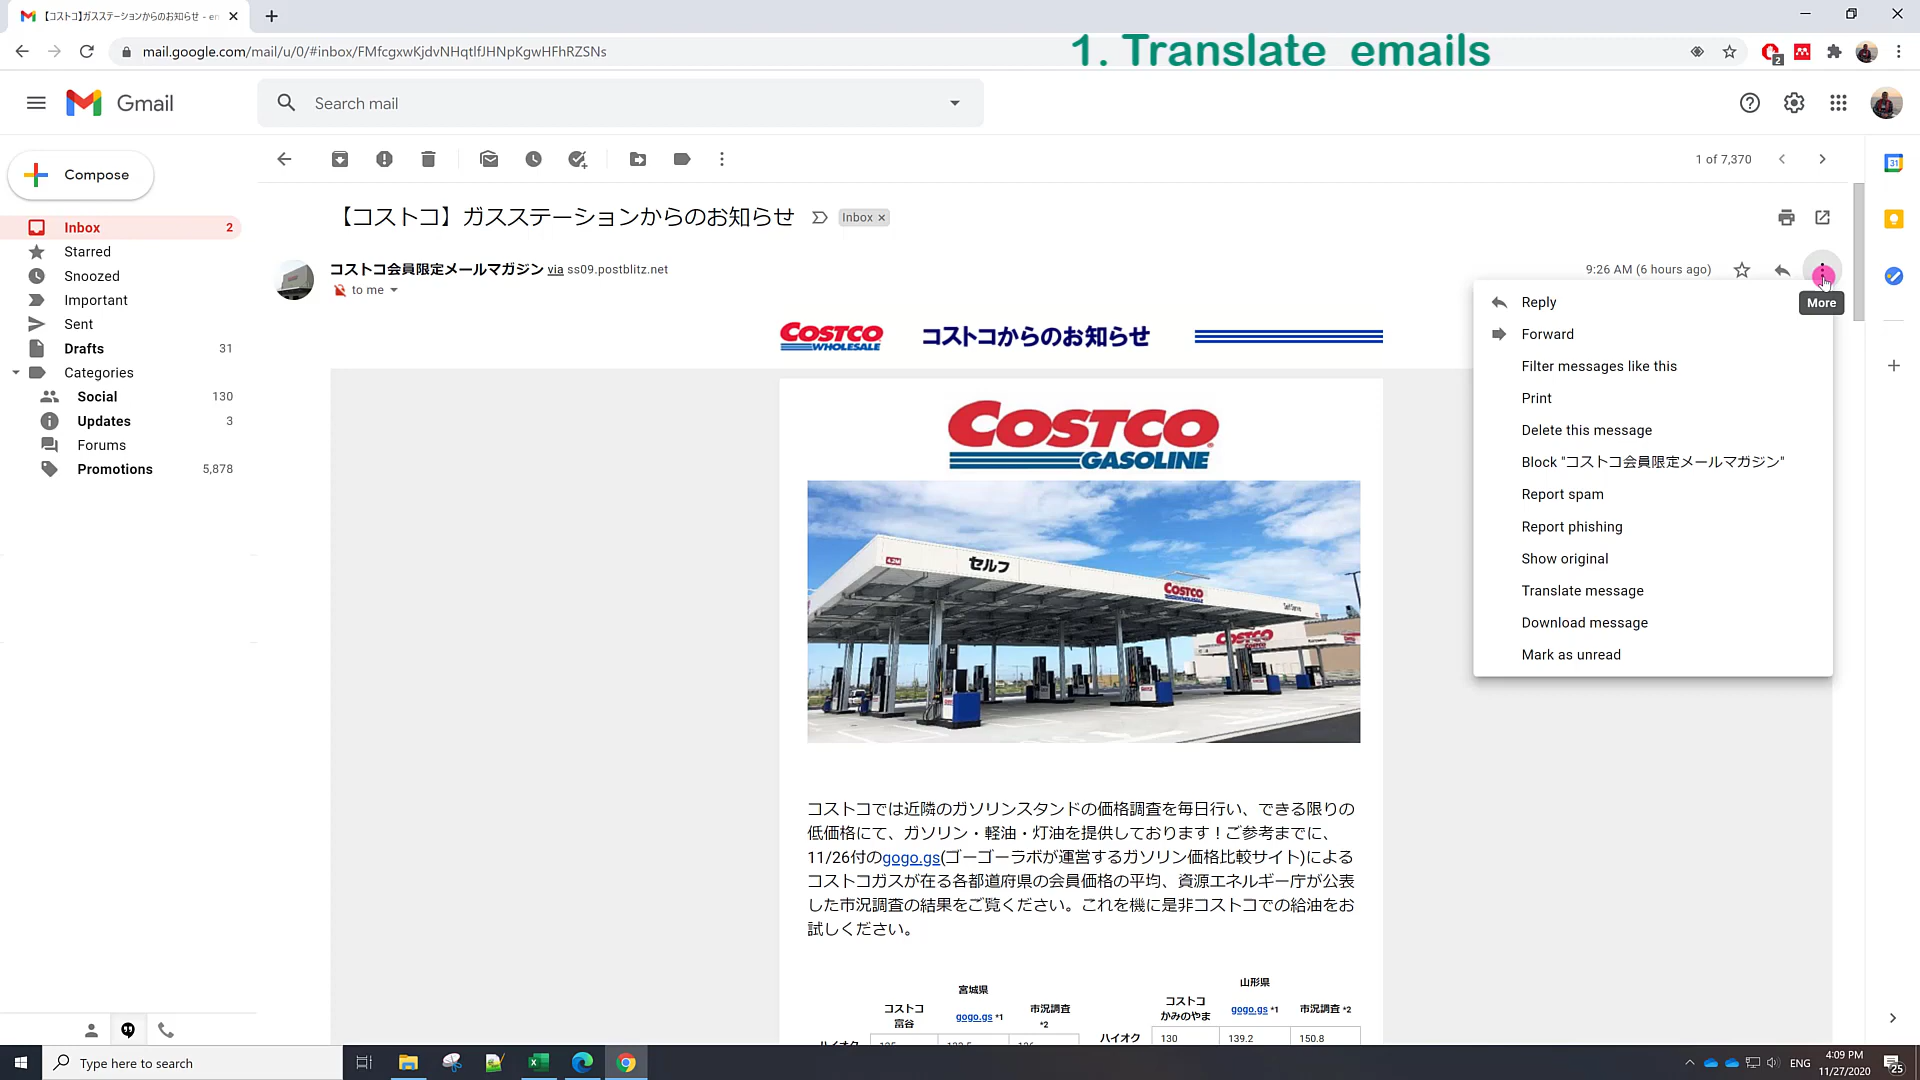 【コストコ】ガスステーションからのお知らせ - en
mail.google.com/mail/u/0/#inbox/FMfcgxwKjdvNHqtlfJHNpKgwHFhRZSNs
1. Translate emails
2
Gmail
Search mail
Compose
1 of 7,370
31
Inbox 2
Starred
Snoozed
Important
Sent
Drafts 31
Categories
Social 130
Updates 3
Forums
Promotions 5,878
【コストコ】ガスステーションからのお知らせ
Inbox ×
コストコ会員限定メールマガジン via ss09.postblitz.net
to me
9:26 AM (6 hours ago)
More
Reply
Forward
Filter messages like this
Print
Delete this message
Block "コストコ会員限定メールマガジン"
Report spam
Report phishing
Show original
Translate message
Download message
Mark as unread
COSTCO
WHOLESALE
コストコからのお知らせ
COSTCO
GASOLINE
4.2M
セルフ
COSTCO
WHOLESALE
Self Serve
COSTCO
コストコでは近隣のガソリンスタンドの価格調査を毎日行い、できる限りの
低価格にて、ガソリン・軽油・灯油を提供しております！ご参考までに、
11/26付のgogo.gs(ゴーゴーラボが運営するガソリン価格比較サイト)による
コストコガスが在る各都道府県の会員価格の平均、資源エネルギー庁が公表
した市況調査の結果をご覧ください。これを機に是非コストコでの給油をお
試しください。
宮城県
コストコ
富谷
gogo.gs *1
市況調査
*2
山形県
コストコ
かみのやま
gogo.gs *1
市況調査 *2
ハイオク 130 139.2 150.8
Type here to search
ENG
4:09 PM
11/27/2020
25